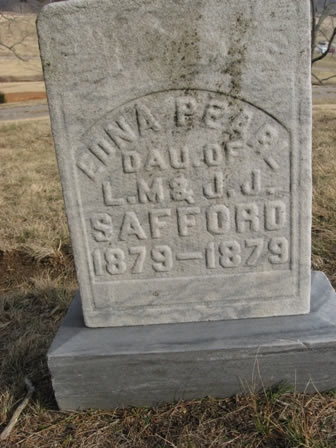 EDNA PEARL
DAU. OF
L.M & J.J.
SAFFORD
1879–1879